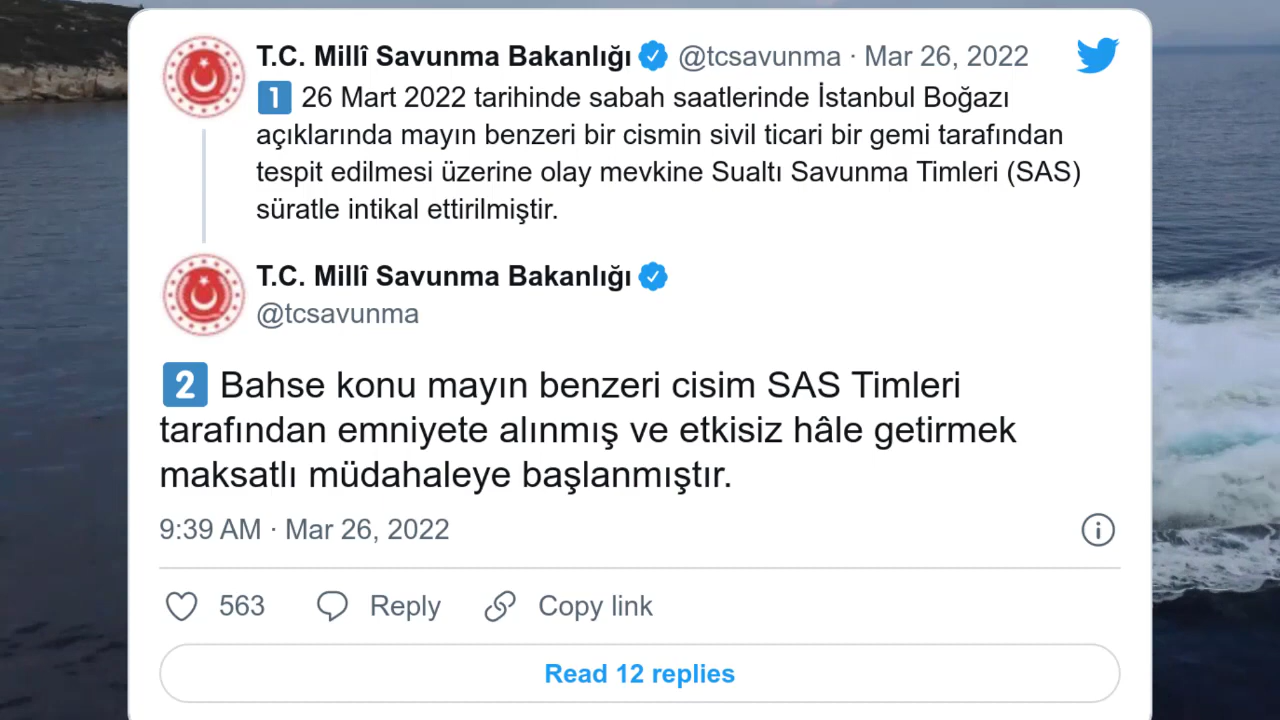 T.C. Millî Savunma Bakanlığı @tcsavunma · Mar 26, 2022
1 26 Mart 2022 tarihinde sabah saatlerinde İstanbul Boğazı
açıklarında mayın benzeri bir cismin sivil ticari bir gemi tarafından
tespit edilmesi üzerine olay mevkine Sualtı Savunma Timleri (SAS)
süratle intikal ettirilmiştir.
T.C. Millî Savunma Bakanlığı
@tcsavunma
2 Bahse konu mayın benzeri cisim SAS Timleri
tarafından emniyete alınmış ve etkisiz hâle getirmek
maksatlı müdahaleye başlanmıştır.
9:39 AM · Mar 26, 2022
563 Reply Copy link
Read 12 replies